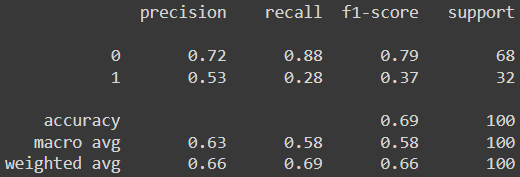 precision recall f1-score support
0 0.72 0.88 0.79 68
1 0.53 0.28 0.37 32
accuracy 0.69 100
macro avg 0.63 0.58 0.58 100
weighted avg 0.66 0.69 0.66 100